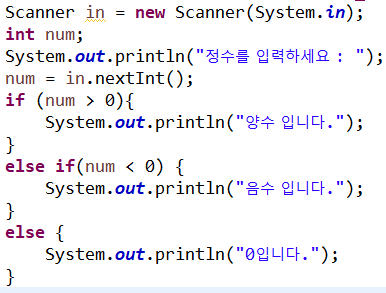 Scanner in = new Scanner(System.in);
int num;
System.out.println("정수를 입력하세요 : ");
num = in.nextInt();
if (num > 0){
    System.out.println("양수 입니다.");
}
else if(num < 0) {
    System.out.println("음수 입니다.");
}
else {
    System.out.println("0입니다.");
}